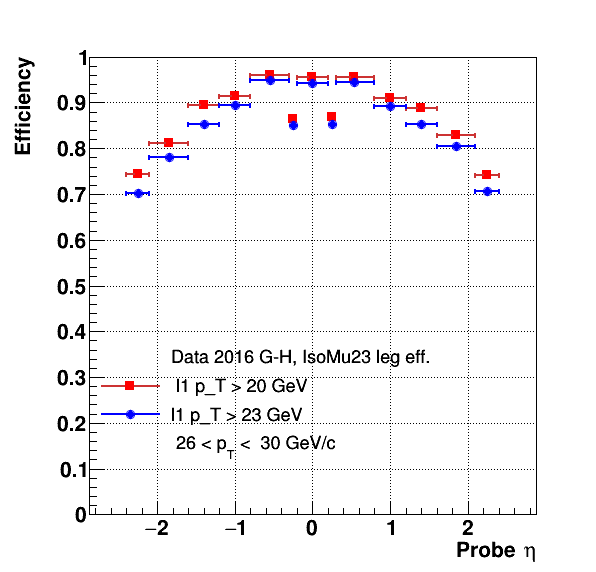 Efficiency
1
0.9
0.8
0.7
0.6
0.5
0.4
0.3
0.2
0.1
0
Data 2016 G-H, IsoMu23 leg eff.
l1 p_T > 20 GeV
l1 p_T > 23 GeV
26 < p_T < 30 GeV/c
−2 −1 0 1 2
Probe η